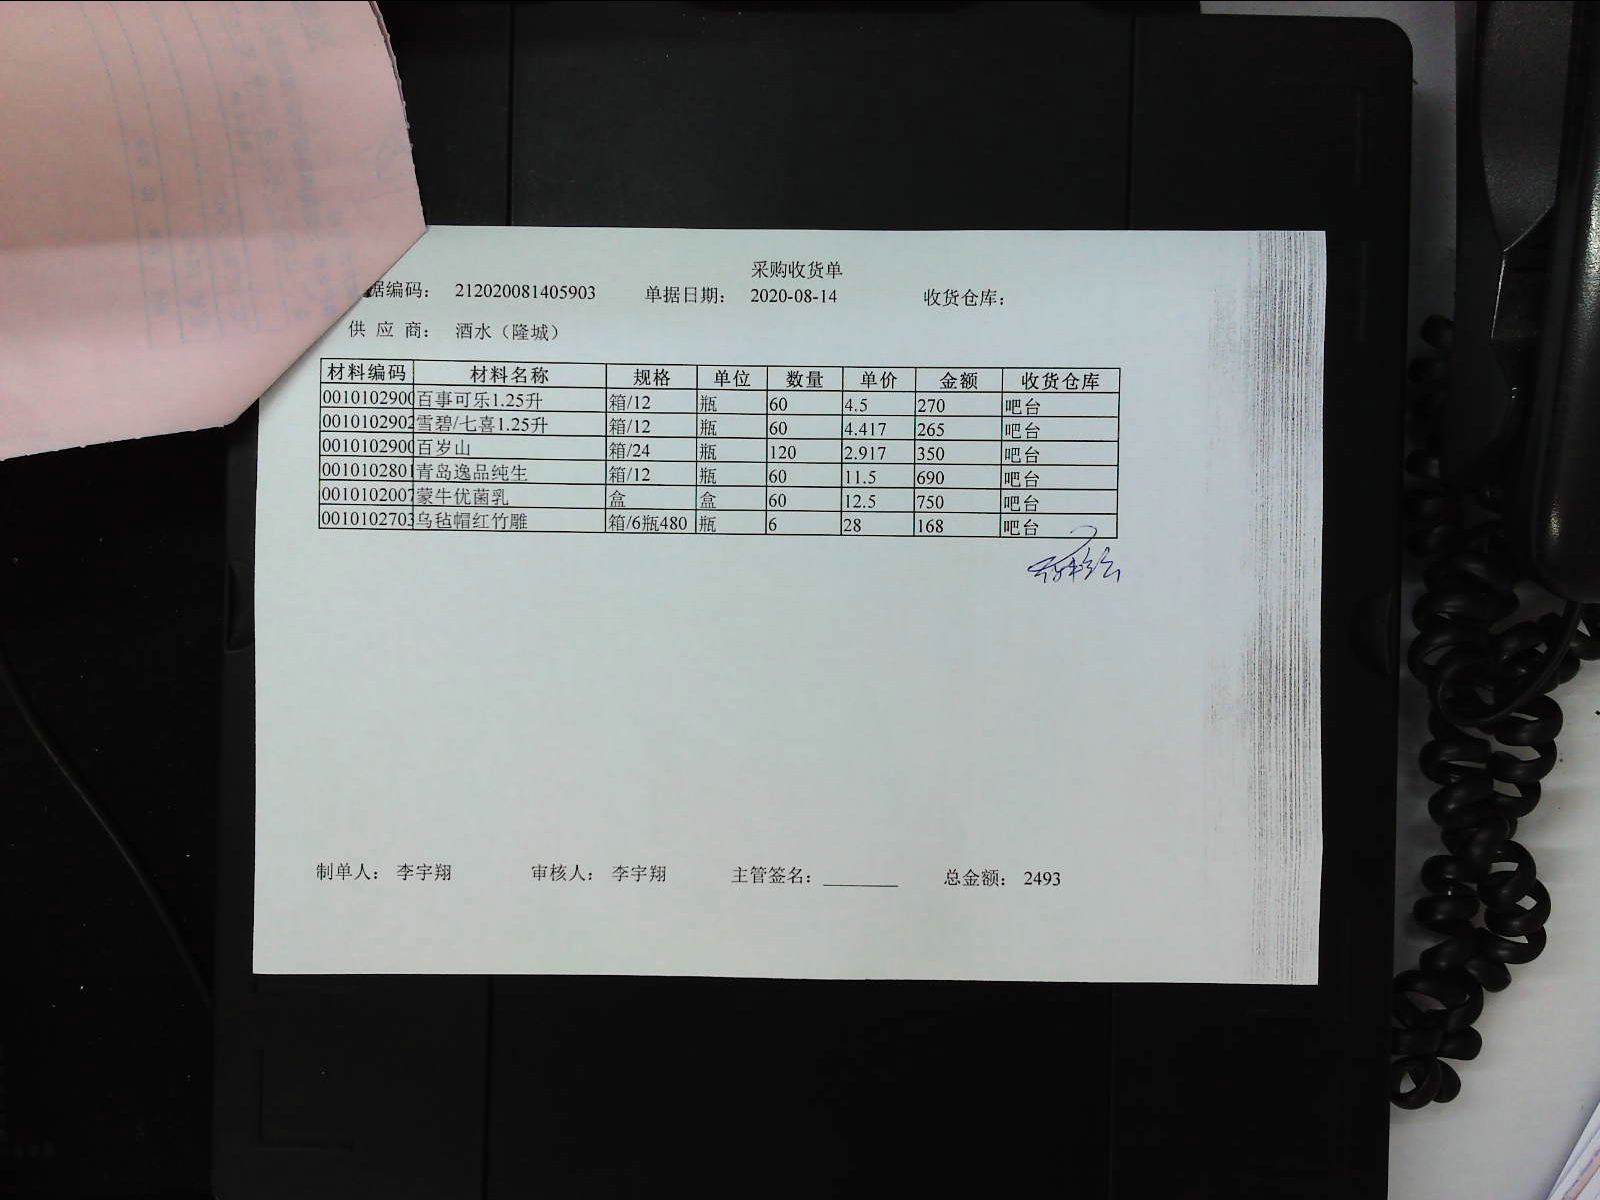 采购收货单
据编码： 212020081405903 单据日期： 2020-08-14 收货仓库：
供 应 商： 酒水（隆城）
材料编码 材料名称 规格 单位 数量 单价 金额 收货仓库
0010102900 百事可乐1.25升 箱/12 瓶 60 4.5 270 吧台
0010102902 雪碧/七喜1.25升 箱/12 瓶 60 4.417 265 吧台
0010102900 百岁山 箱/24 瓶 120 2.917 350 吧台
0010102801 青岛逸品纯生 箱/12 瓶 60 11.5 690 吧台
0010102007 蒙牛优菌乳 盒 盒 60 12.5 750 吧台
0010102703 乌毡帽红竹雕 箱/6瓶480 瓶 6 28 168 吧台
制单人： 李宇翔 审核人： 李宇翔 主管签名：________ 总金额： 2493